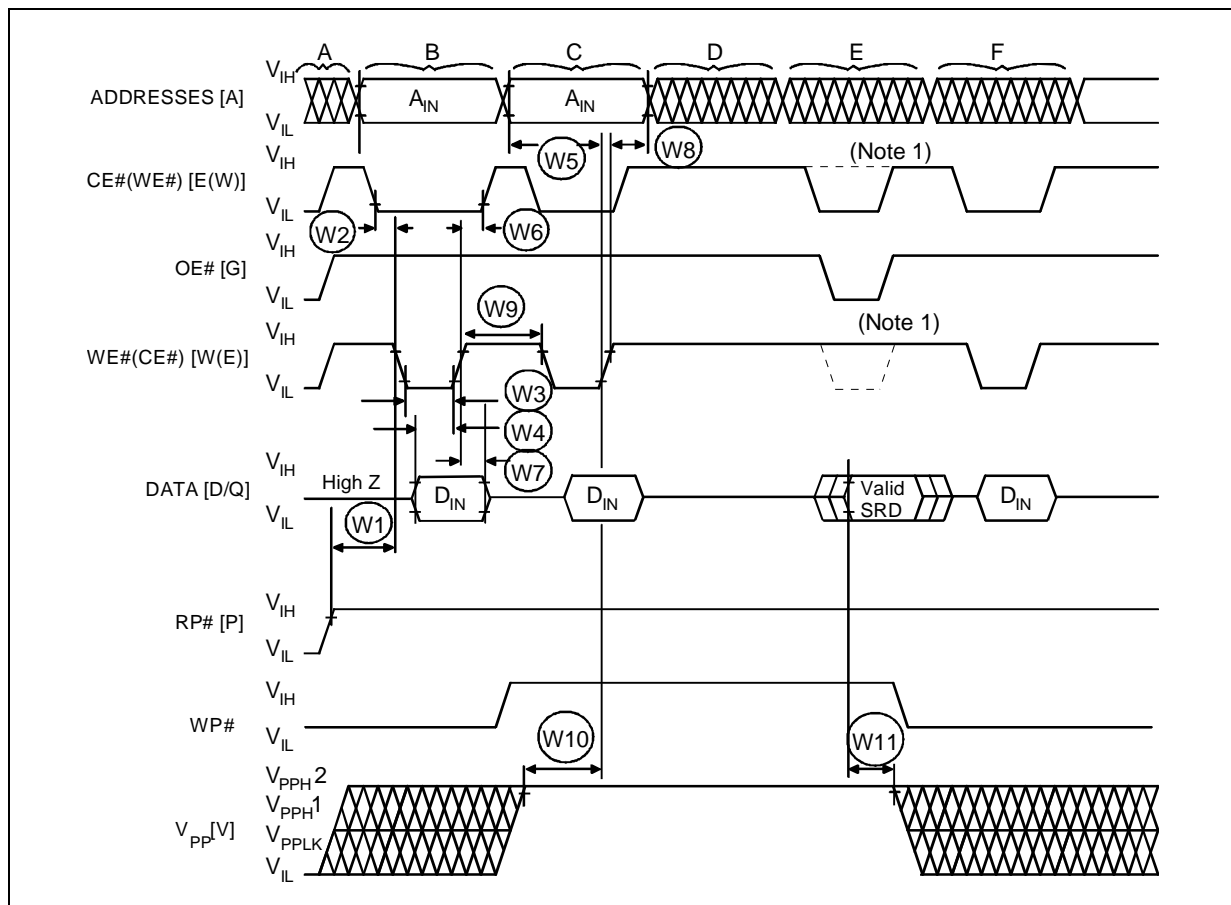 A B C D E F
V_IH
ADDRESSES [A] A_IN A_IN
V_IL
W5 W8
V_IH (Note 1)
CE#(WE#) [E(W)]
V_IL
W2 W6
V_IH
OE# [G]
V_IL
W9
V_IH (Note 1)
WE#(CE#) [W(E)]
V_IL
W3
W4
W7
V_IH High Z
DATA [D/Q] D_IN D_IN Valid SRD D_IN
V_IL
W1
V_IH
RP# [P]
V_IL
V_IH
WP#
V_IL
W10 W11
V_PPH 2
V_PPH 1
V_PP [V] V_PPLK
V_IL